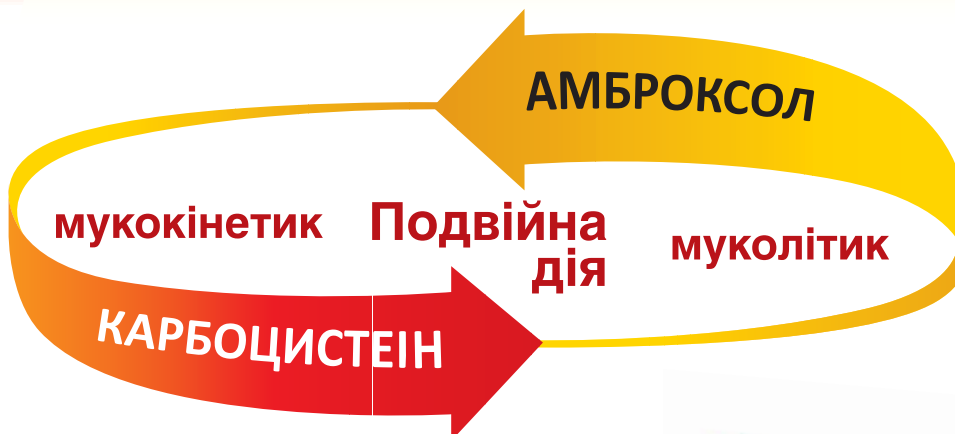 АМБРОКСОЛ
мукокінетик
Подвійна
дія
муколітик
КАРБОЦИСТЕІН